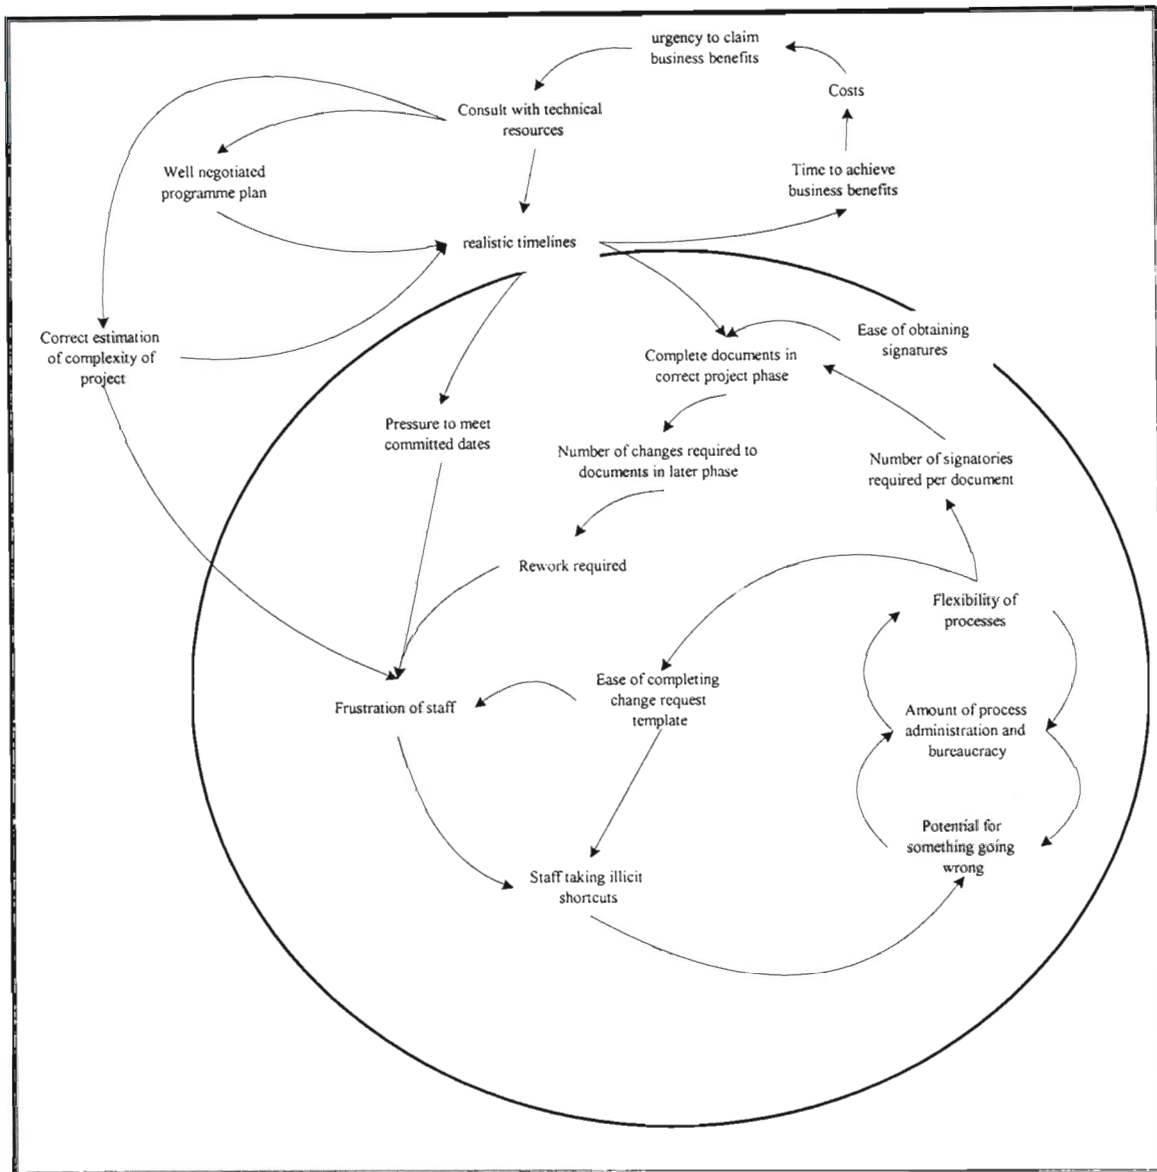 urgency to claim
business benefits
Costs
Consult with technical
resources
Well negotiated
programme plan
Time to achieve
business benefits
realistic timelines
Correct estimation
of complexity of
project
Ease of obtaining
signatures
Complete documents in
correct project phase
Pressure to meet
committed dates
Number of changes required to
documents in later phase
Number of signatories
required per document
Rework required
Flexibility of
processes
Frustration of staff
Ease of completing
change request
template
Amount of process
administration and
bureaucracy
Potential for
something going
wrong
Staff taking illicit
shortcuts